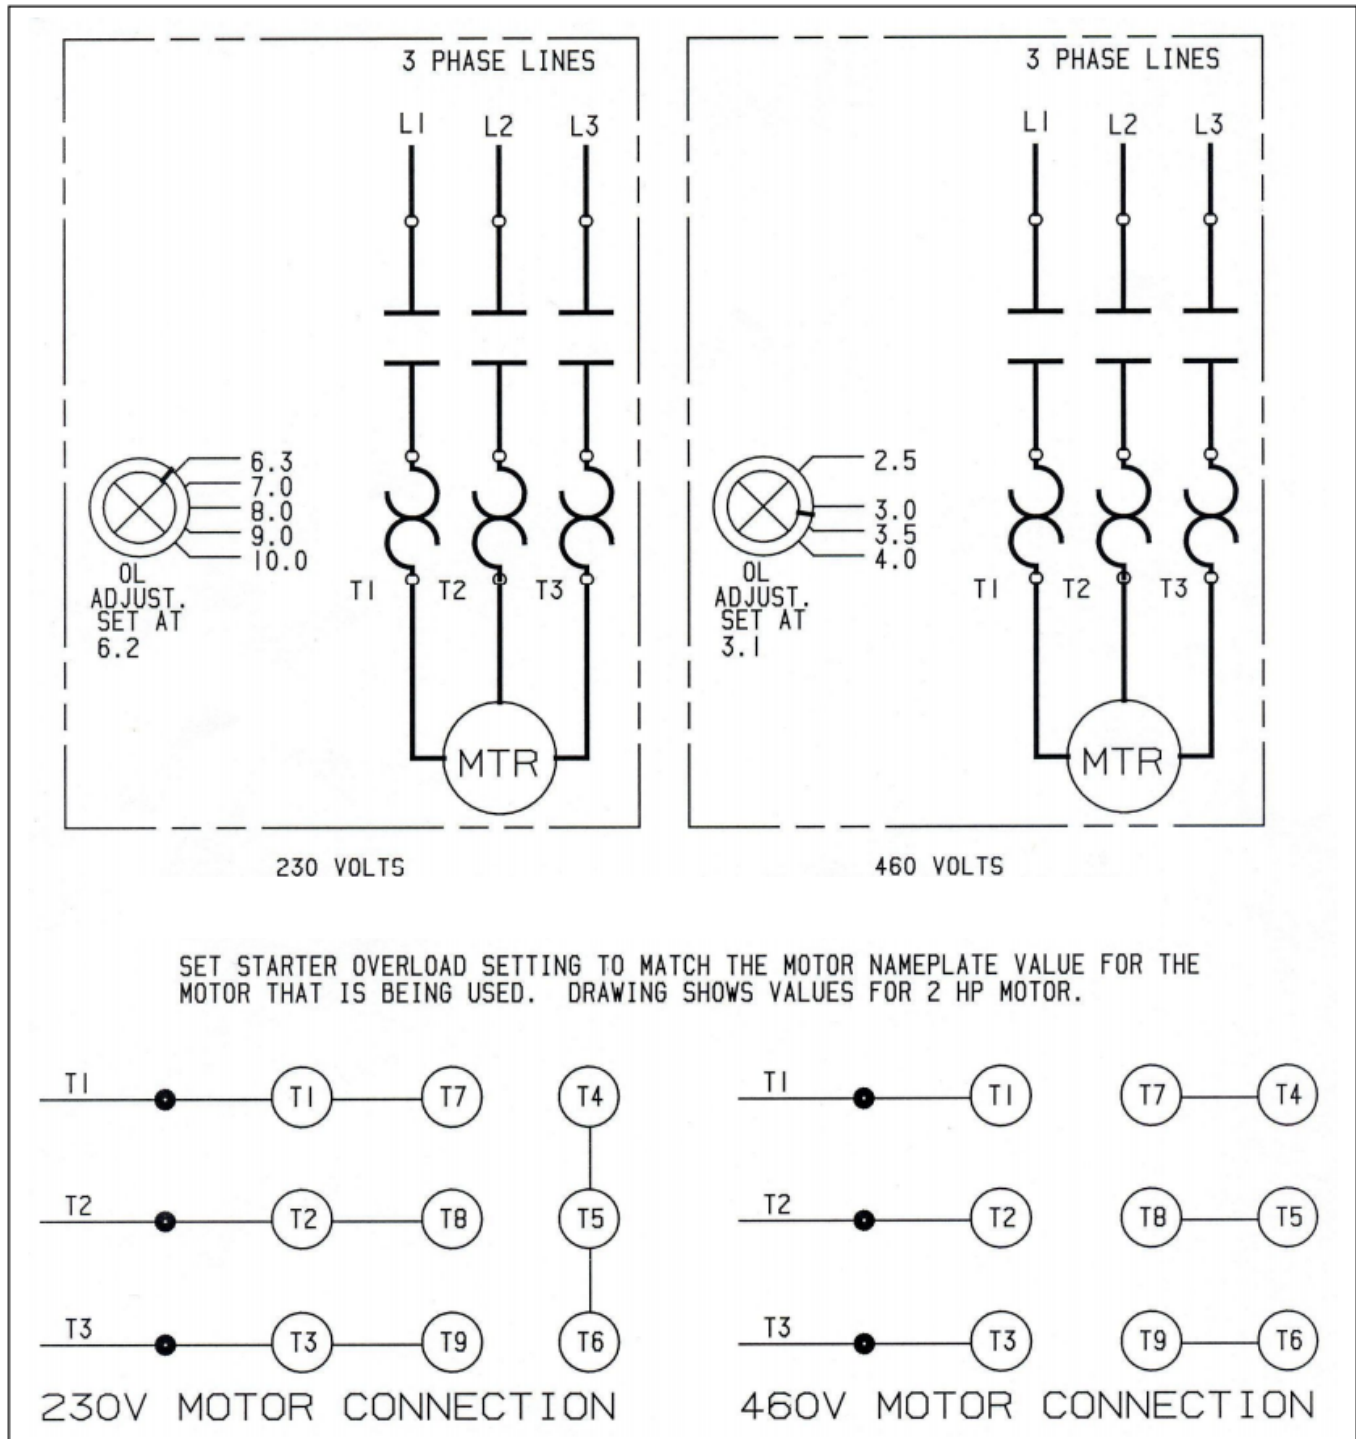 3 PHASE LINES
L1 L2 L3
6.3
7.0
8.0
9.0
10.0
OL
ADJUST.
SET AT
6.2
T1 T2 T3
MTR
230 VOLTS
3 PHASE LINES
L1 L2 L3
2.5
3.0
3.5
4.0
OL
ADJUST.
SET AT
3.1
T1 T2 T3
MTR
460 VOLTS
SET STARTER OVERLOAD SETTING TO MATCH THE MOTOR NAMEPLATE VALUE FOR THE
MOTOR THAT IS BEING USED. DRAWING SHOWS VALUES FOR 2 HP MOTOR.
T1 T1 T7 T4
T2 T2 T8 T5
T3 T3 T9 T6
230V MOTOR CONNECTION
T1 T1 T7 T4
T2 T2 T8 T5
T3 T3 T9 T6
460V MOTOR CONNECTION